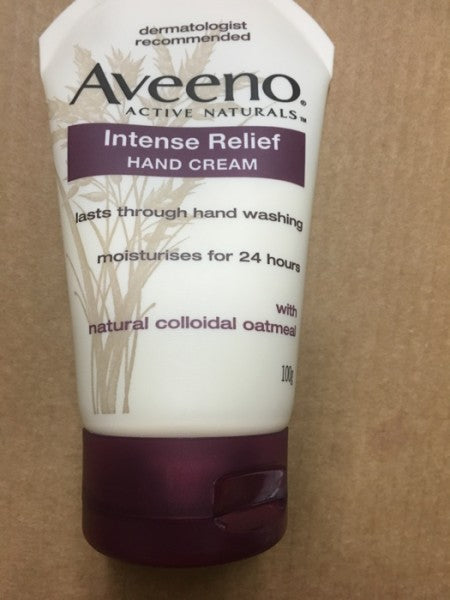 dermatologist
recommended
Aveeno®
ACTIVE NATURALS™
Intense Relief
HAND CREAM
lasts through hand washing
moisturises for 24 hours
with
natural colloidal oatmeal
100g